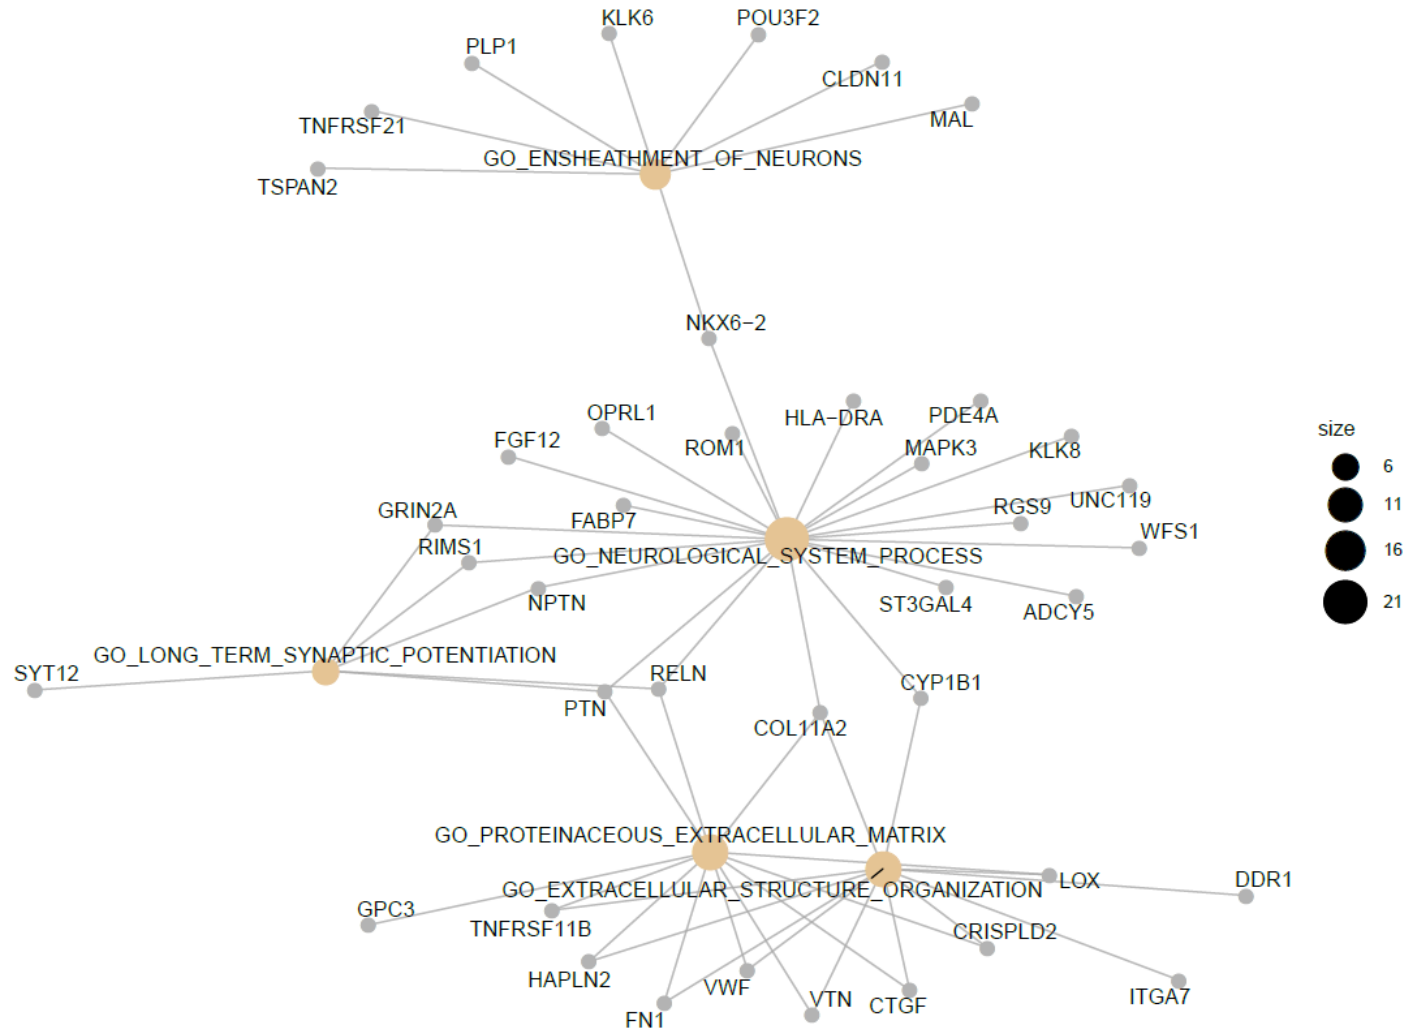 KLK6
POU3F2
PLP1
CLDN11
MAL
TNFRSF21
GO_ENSHEATHMENT_OF_NEURONS
TSPAN2
NKX6−2
OPRL1
HLA−DRA
PDE4A
FGF12
ROM1
MAPK3
KLK8
GRIN2A
FABP7
RGS9
UNC119
WFS1
RIMS1
GO_NEUROLOGICAL_SYSTEM_PROCESS
NPTN
ST3GAL4
ADCY5
GO_LONG_TERM_SYNAPTIC_POTENTIATION
SYT12
RELN
CYP1B1
PTN
COL11A2
GO_PROTEINACEOUS_EXTRACELLULAR_MATRIX
GO_EXTRACELLULAR_STRUCTURE_ORGANIZATION
LOX
DDR1
GPC3
TNFRSF11B
CRISPLD2
HAPLN2
VWF
VTN
CTGF
ITGA7
FN1
size
6
11
16
21